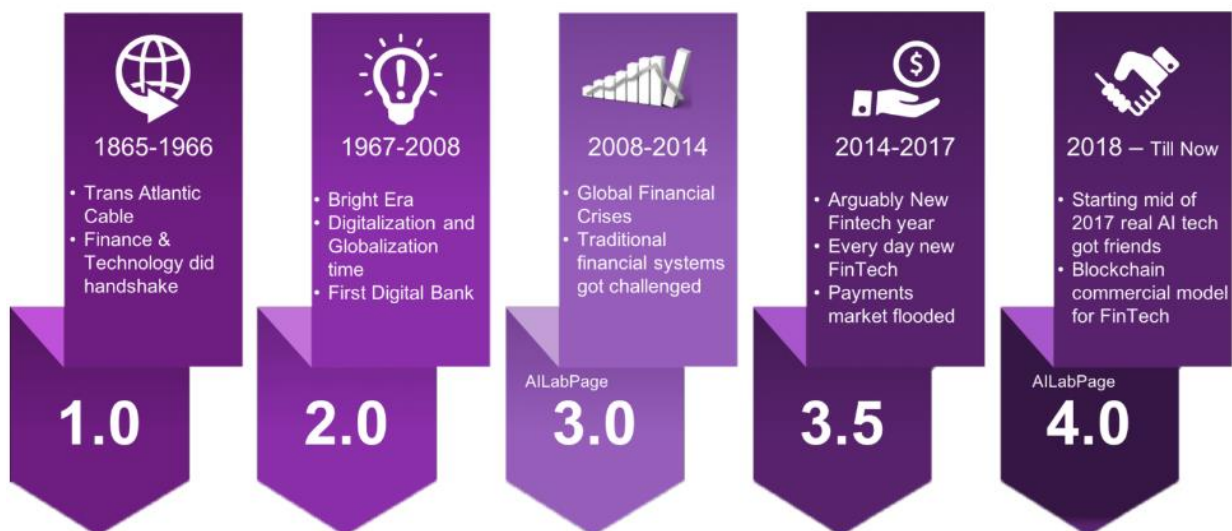 1865-1966
• Trans Atlantic
Cable
• Finance &
Technology did
handshake
1.0
1967-2008
• Bright Era
• Digitalization and
Globalization
time
• First Digital Bank
2.0
2008-2014
• Global Financial
Crises
• Traditional
financial systems
got challenged
AILabPage
3.0
2014-2017
• Arguably New
Fintech year
• Every day new
FinTech
• Payments
market flooded
3.5
2018 – Till Now
• Starting mid of
2017 real AI tech
got friends
• Blockchain
commercial model
for FinTech
AILabPage
4.0